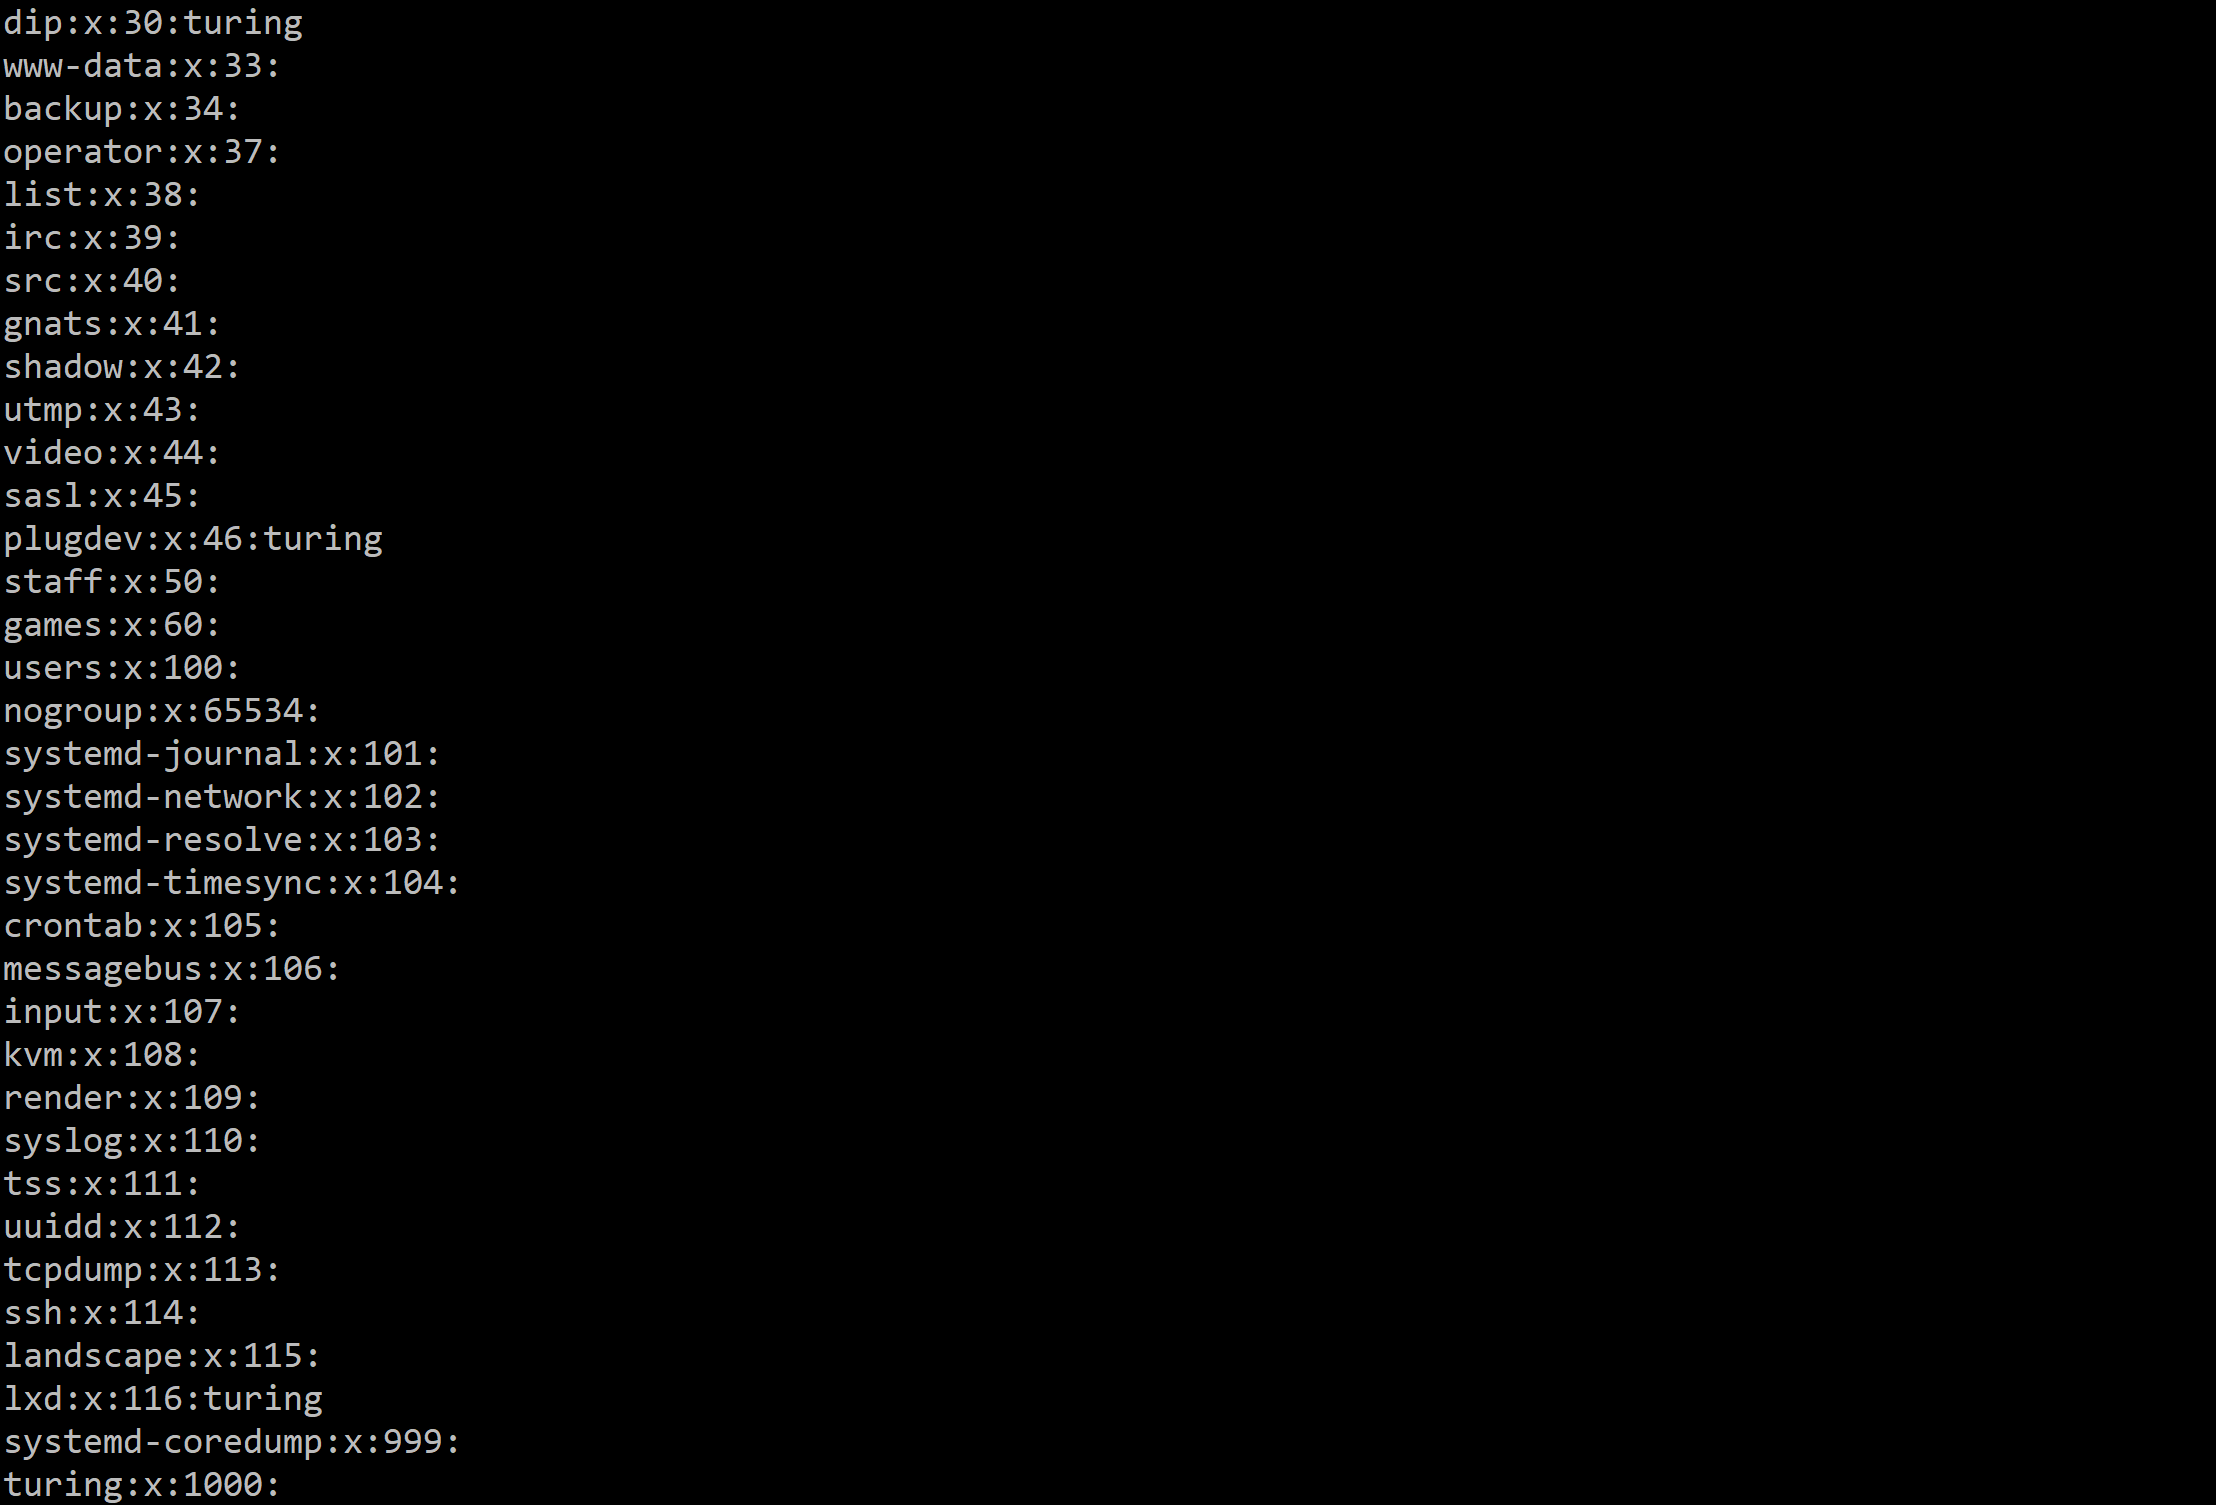 dip:x:30:turing
www-data:x:33:
backup:x:34:
operator:x:37:
list:x:38:
irc:x:39:
src:x:40:
gnats:x:41:
shadow:x:42:
utmp:x:43:
video:x:44:
sasl:x:45:
plugdev:x:46:turing
staff:x:50:
games:x:60:
users:x:100:
nogroup:x:65534:
systemd-journal:x:101:
systemd-network:x:102:
systemd-resolve:x:103:
systemd-timesync:x:104:
crontab:x:105:
messagebus:x:106:
input:x:107:
kvm:x:108:
render:x:109:
syslog:x:110:
tss:x:111:
uuidd:x:112:
tcpdump:x:113:
ssh:x:114:
landscape:x:115:
lxd:x:116:turing
systemd-coredump:x:999:
turing:x:1000: